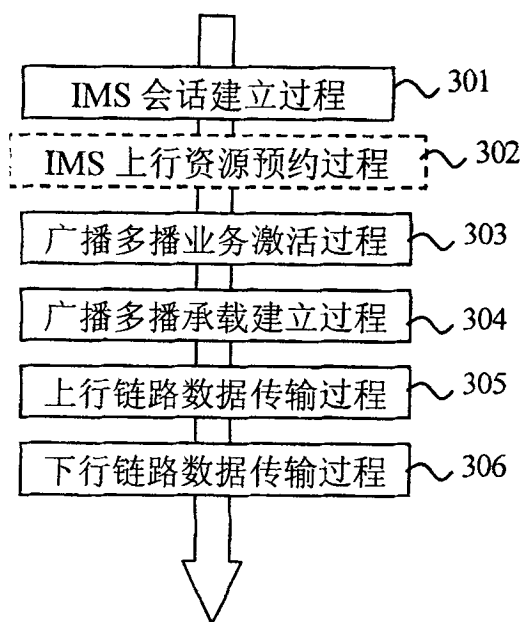 IMS 会话建立过程 301
IMS 上行资源预约过程 302
广播多播业务激活过程 303
广播多播承载建立过程 304
上行链路数据传输过程 305
下行链路数据传输过程 306